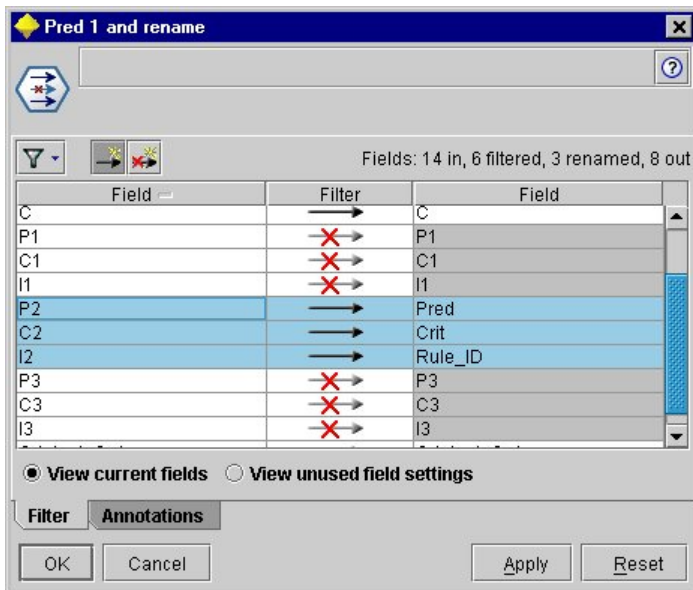 Pred 1 and rename
Fields: 14 in, 6 filtered, 3 renamed, 8 out
Field Filter Field
C C
P1 P1
C1 C1
I1 I1
P2 Pred
C2 Crit
I2 Rule_ID
P3 P3
C3 C3
I3 I3
View current fields View unused field settings
Filter Annotations
OK Cancel Apply Reset